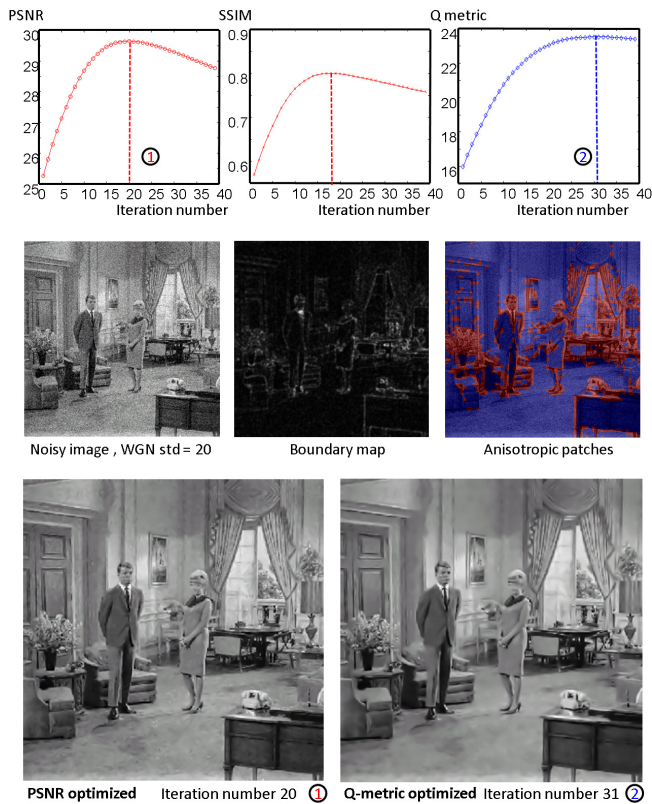 PSNR SSIM Q metric
30 0.9 24
29
28 0.8 22
27 0.7 20
26 0.6 18
25 16
0 5 10 15 20 25 30 35 40 0 5 10 15 20 25 30 35 40 0 5 10 15 20 25 30 35 40
1 2
Iteration number Iteration number Iteration number
Noisy image , WGN std = 20 Boundary map Anisotropic patches
PSNR optimized Iteration number 20 1 Q-metric optimized Iteration number 31 2